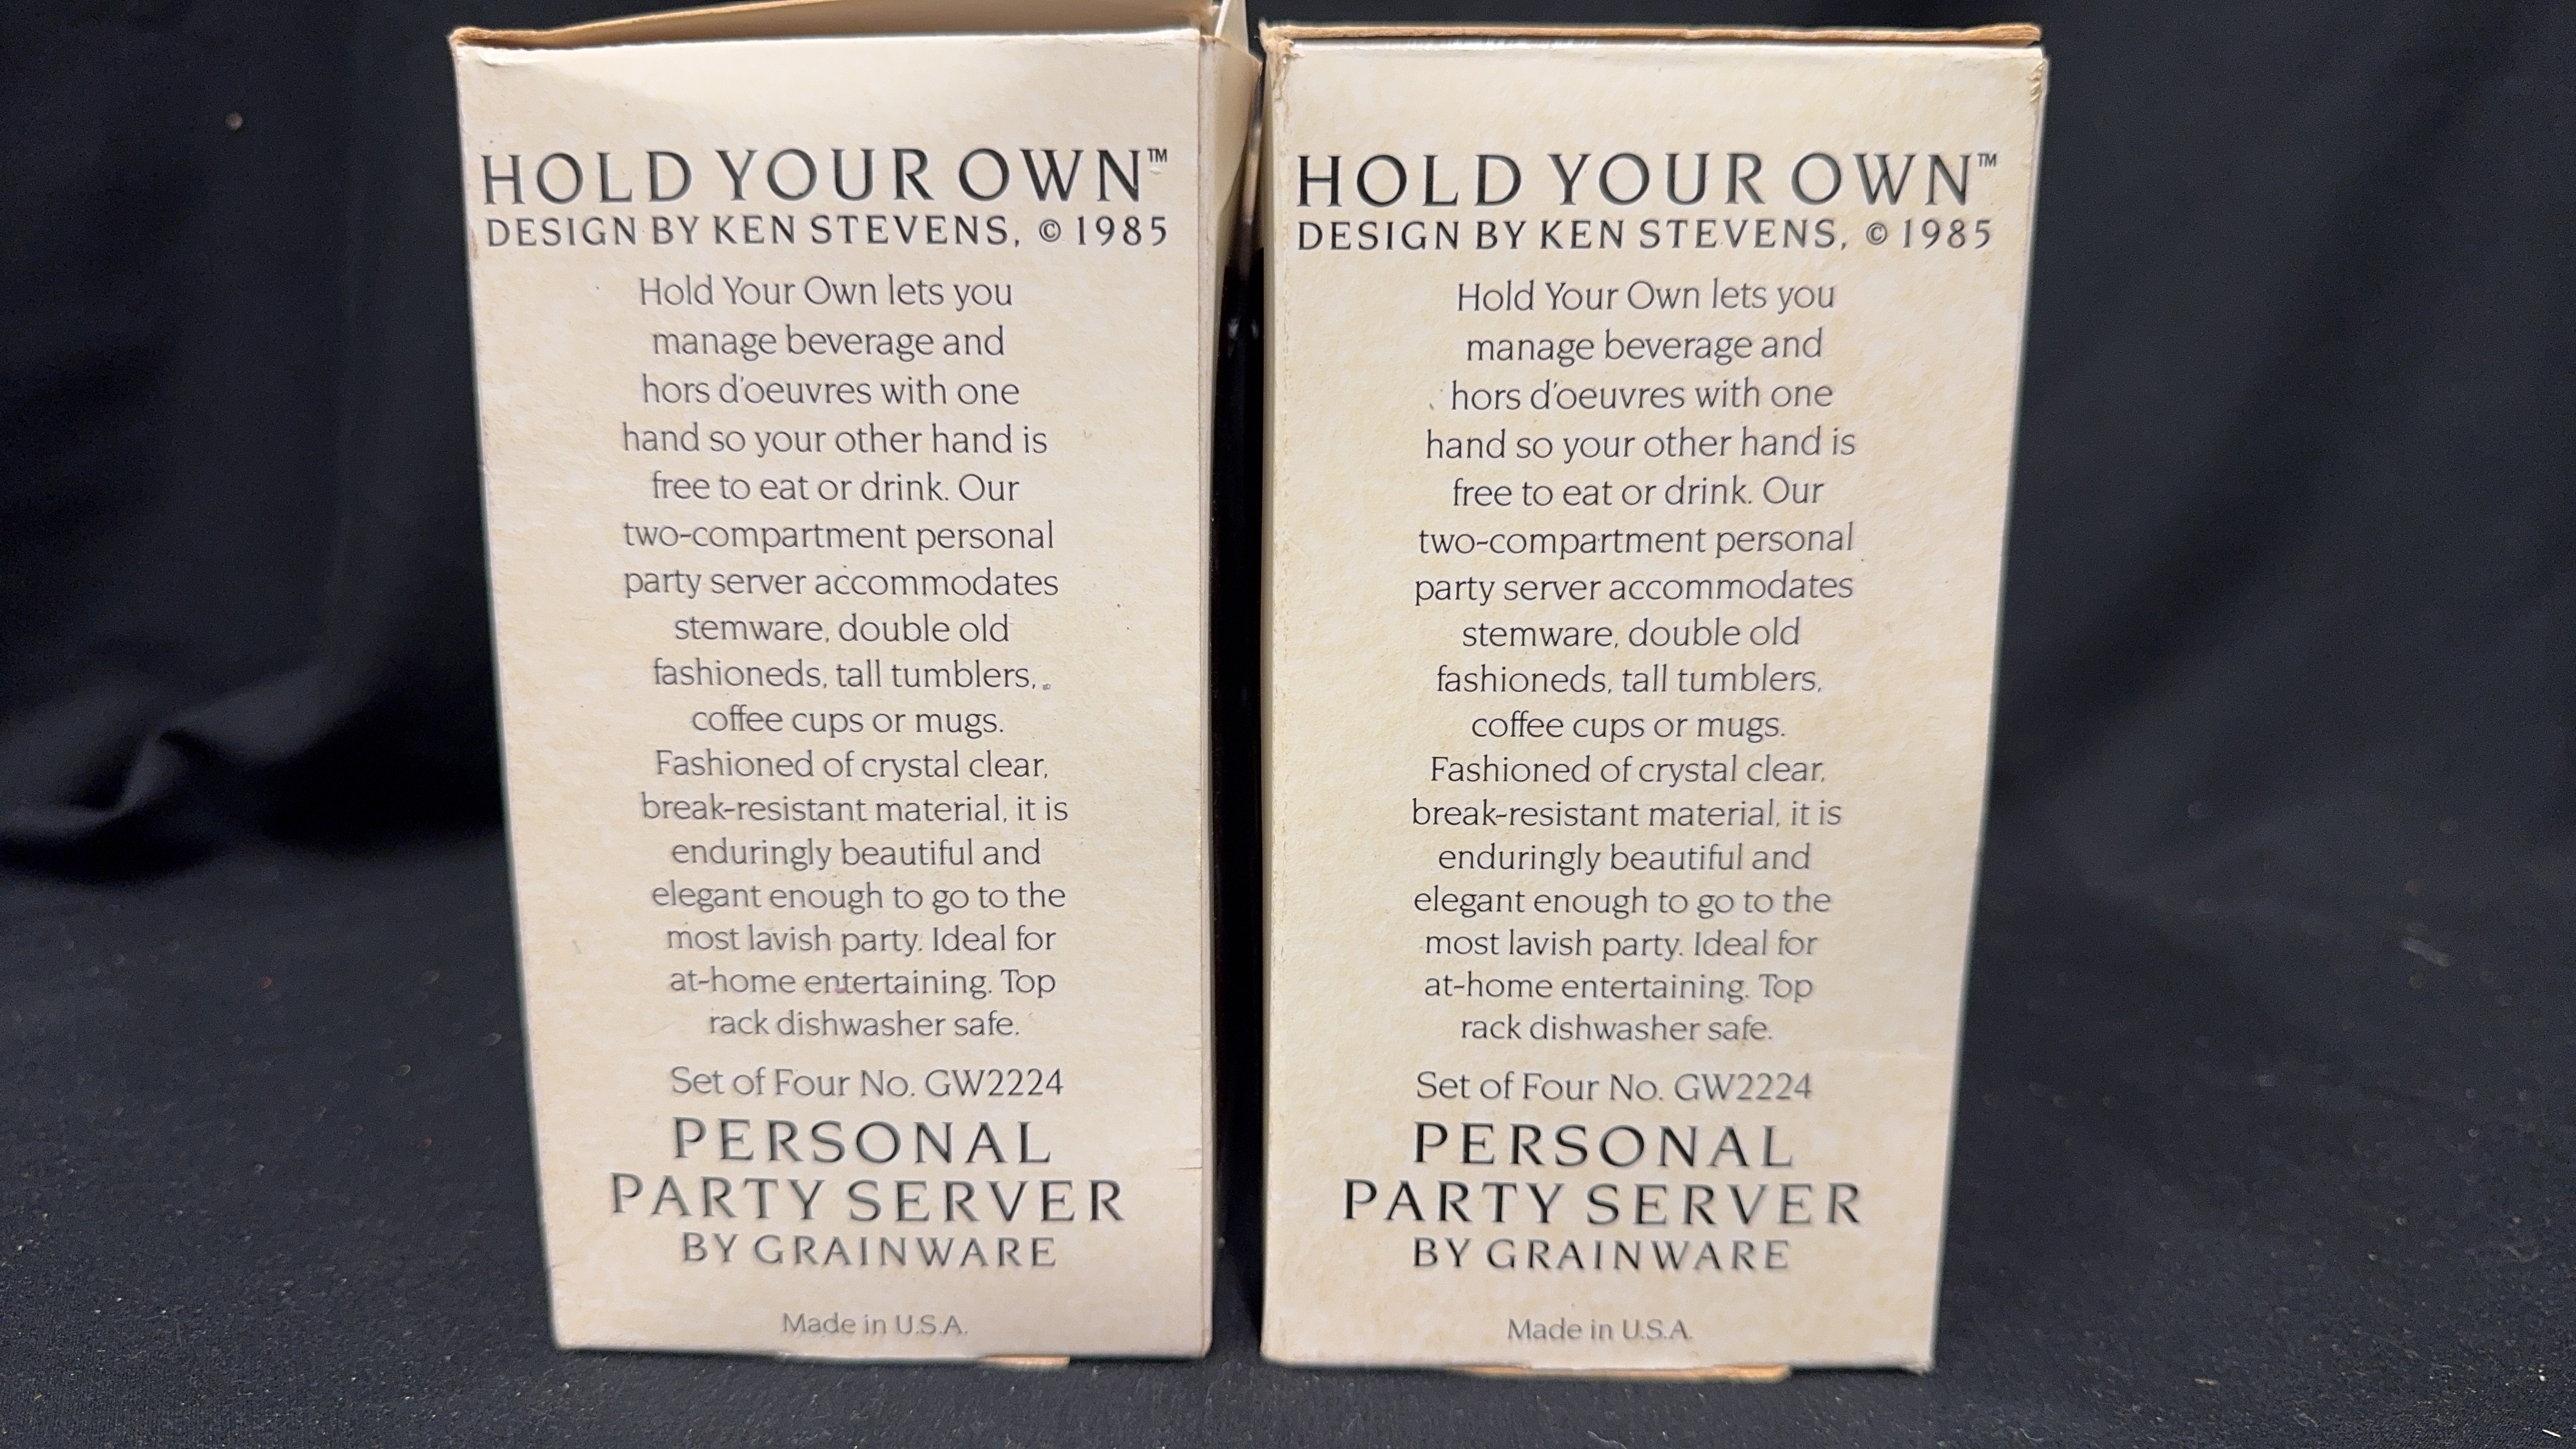 HOLD YOUR OWN™
DESIGN BY KEN STEVENS, © 1985
Hold Your Own lets you
manage beverage and
hors d'oeuvres with one
hand so your other hand is
free to eat or drink. Our
two-compartment personal
party server accommodates
stemware, double old
fashioneds, tall tumblers,
coffee cups or mugs.
Fashioned of crystal clear,
break-resistant material, it is
enduringly beautiful and
elegant enough to go to the
most lavish party. Ideal for
at-home entertaining. Top
rack dishwasher safe.
Set of Four No. GW2224
PERSONAL
PARTY SERVER
BY GRAINWARE
Made in U.S.A.
HOLD YOUR OWN™
DESIGN BY KEN STEVENS, © 1985
Hold Your Own lets you
manage beverage and
hors d'oeuvres with one
hand so your other hand is
free to eat or drink. Our
two-compartment personal
party server accommodates
stemware, double old
fashioneds, tall tumblers,
coffee cups or mugs.
Fashioned of crystal clear,
break-resistant material, it is
enduringly beautiful and
elegant enough to go to the
most lavish party. Ideal for
at-home entertaining. Top
rack dishwasher safe.
Set of Four No. GW2224
PERSONAL
PARTY SERVER
BY GRAINWARE
Made in U.S.A.